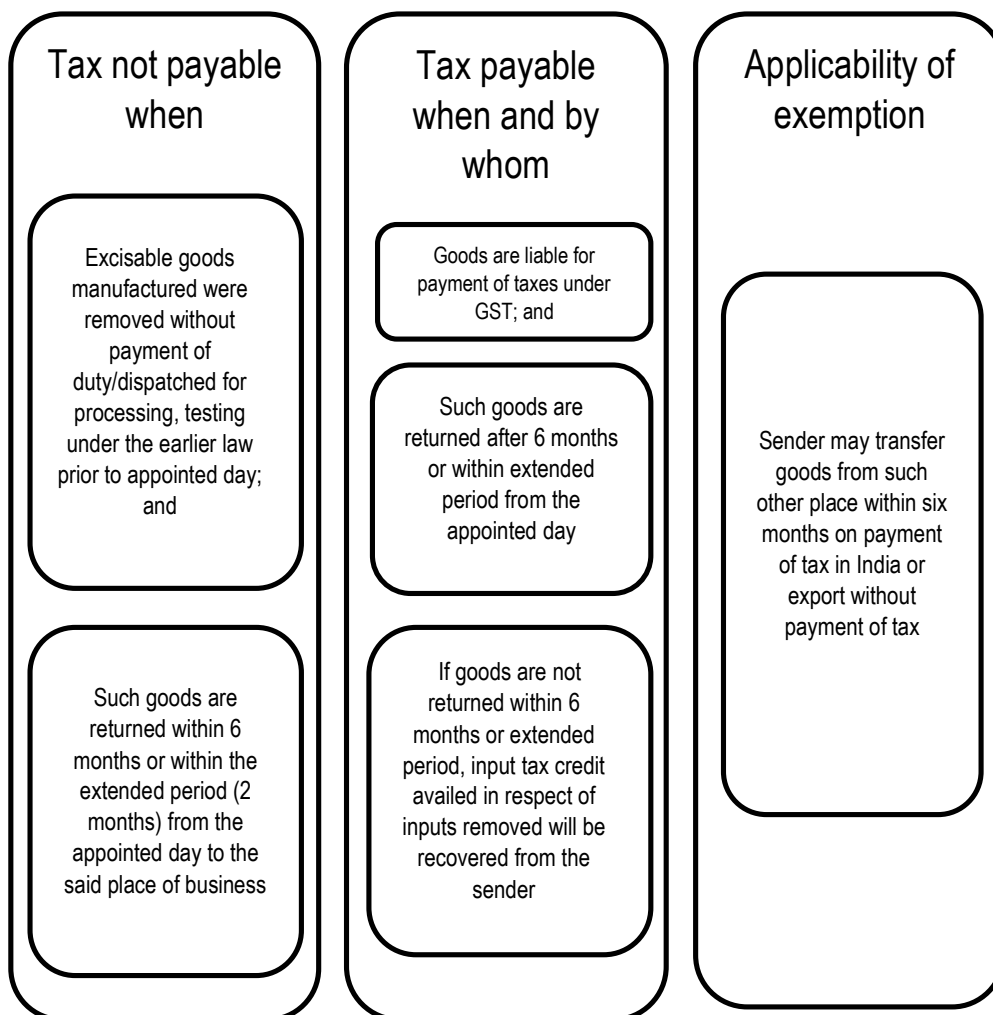 Tax not payable
when
Excisable goods
manufactured were
removed without
payment of
duty/dispatched for
processing, testing
under the earlier law
prior to appointed day;
and
Such goods are
returned within 6
months or within the
extended period (2
months) from the
appointed day to the
said place of business
Tax payable
when and by
whom
Goods are liable for
payment of taxes under
GST; and
Such goods are
returned after 6 months
or within extended
period from the
appointed day
If goods are not
returned within 6
months or extended
period, input tax credit
availed in respect of
inputs removed will be
recovered from the
sender
Applicability of
exemption
Sender may transfer
goods from such
other place within six
months on payment
of tax in India or
export without
payment of tax